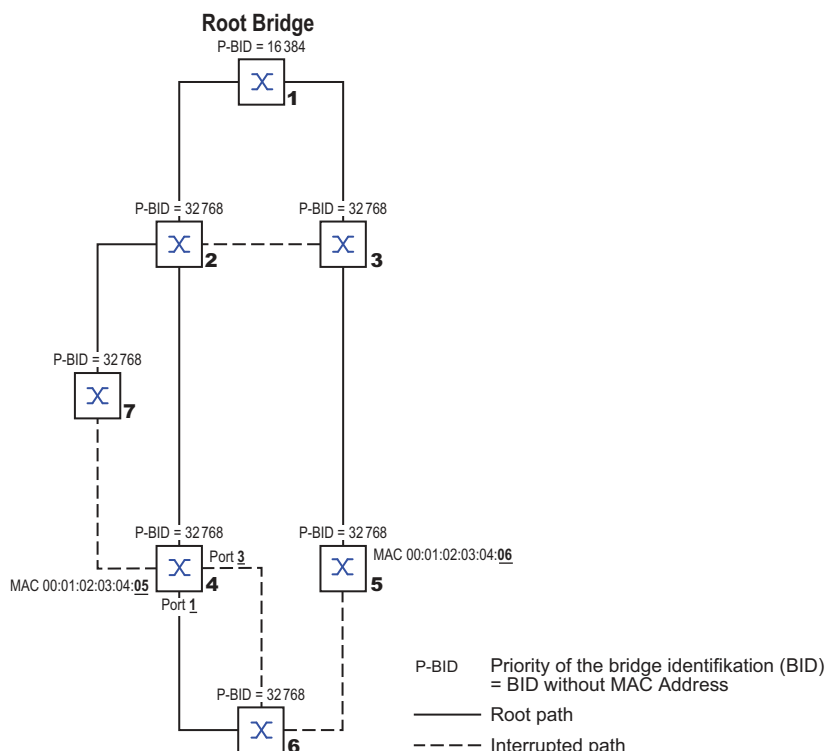 Root Bridge
P-BID = 16 384
1
P-BID = 32 768
P-BID = 32 768
2
3
P-BID = 32 768
7
P-BID = 32 768
P-BID = 32 768
Port 3
MAC 00:01:02:03:04:06
4
5
MAC 00:01:02:03:04:05
Port 1
P-BID = 32 768
6
P-BID Priority of the bridge identifikation (BID)
= BID without MAC Address
Root path
Interrupted path